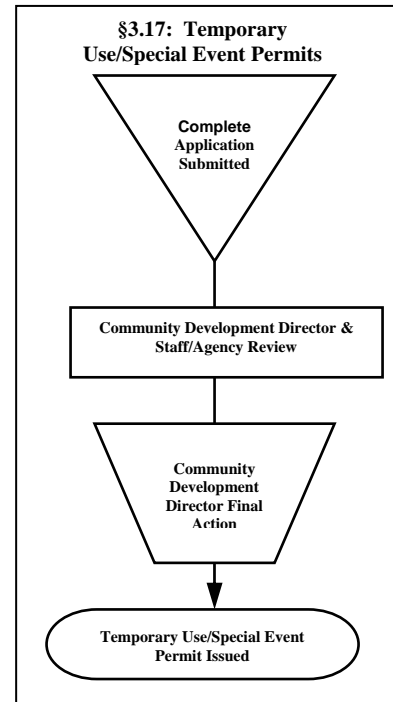 §3.17: Temporary
Use/Special Event Permits
Complete
Application
Submitted
Community Development Director &
Staff/Agency Review
Community
Development
Director Final
Action
Temporary Use/Special Event
Permit Issued